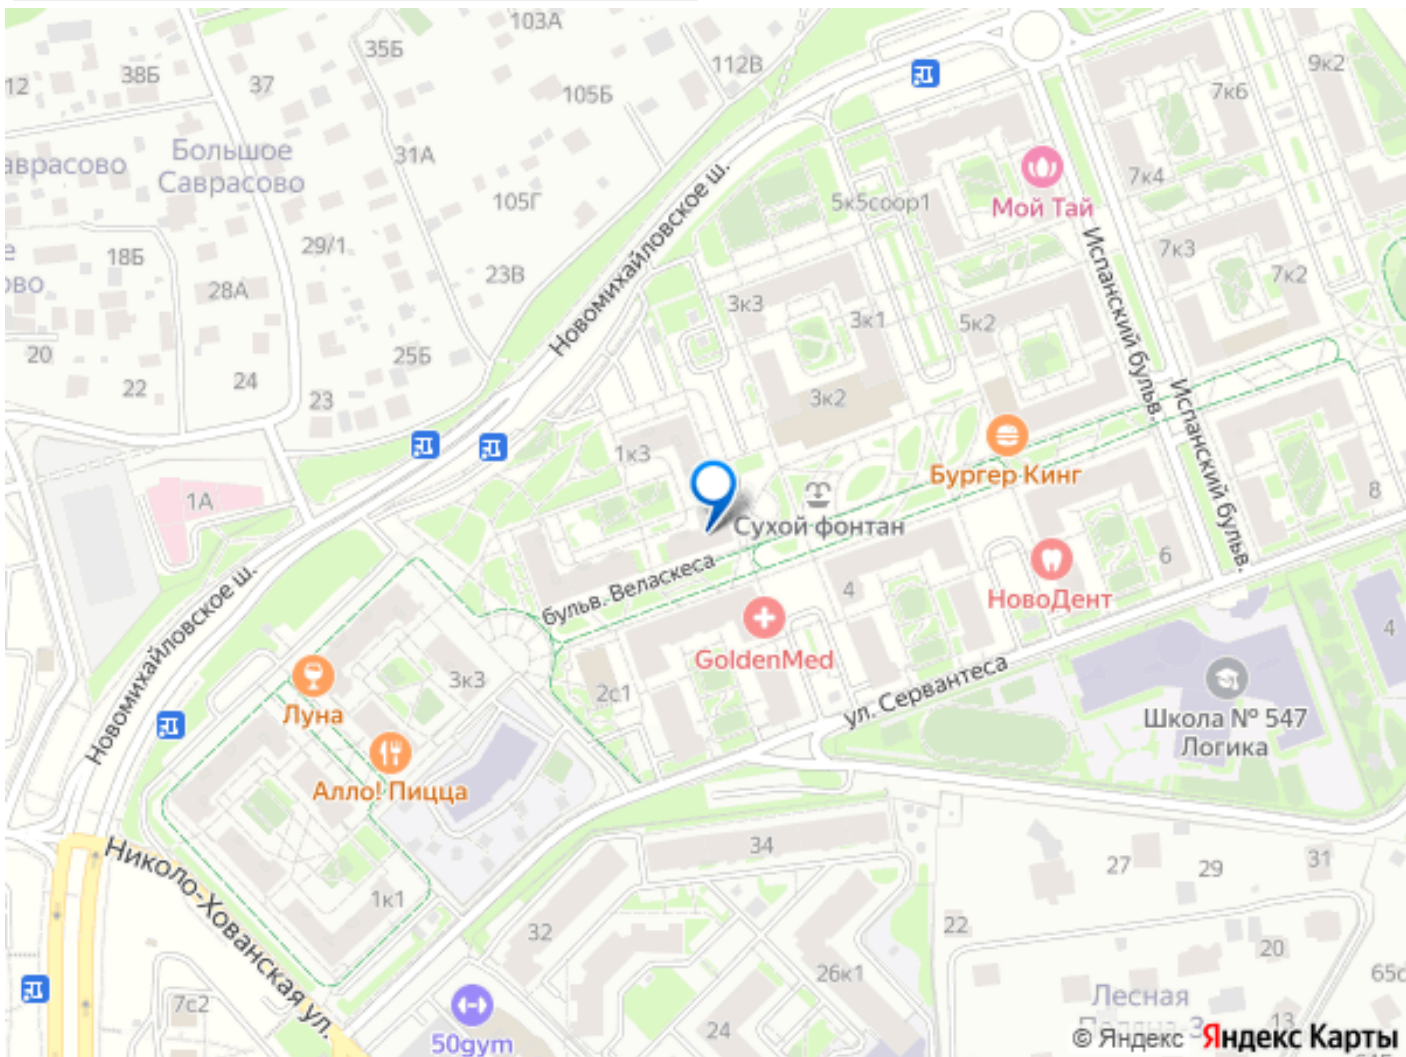 103А
35Б
38Б
37
12
112В
105Б
9к2
7к6
Большое
Саврасово
31А
105Г
5к5соор1
7к4
Мой Тай
Новомихайловское ш.
29/1
18Б
28А
23В
7к3
7к2
Испанский бульв.
3к3
3к1
5к2
20
22
24
25Б
23
3к2
Испанский бульв.
1к3
Бургер Кинг
1А
8
Сухой фонтан
бульв. Веласкеса
4
6
НовоДент
Новомихайловское ш.
GoldenMed
4
3к3
2с1
ул. Сервантеса
Луна
Школа № 547
Логика
Алло! Пицца
34
27
29
31
Николо-Хованская ул.
1к1
32
22
20
26к1
7с2
24
Лесная
50gym
13
© Яндекс Яндекс Карты